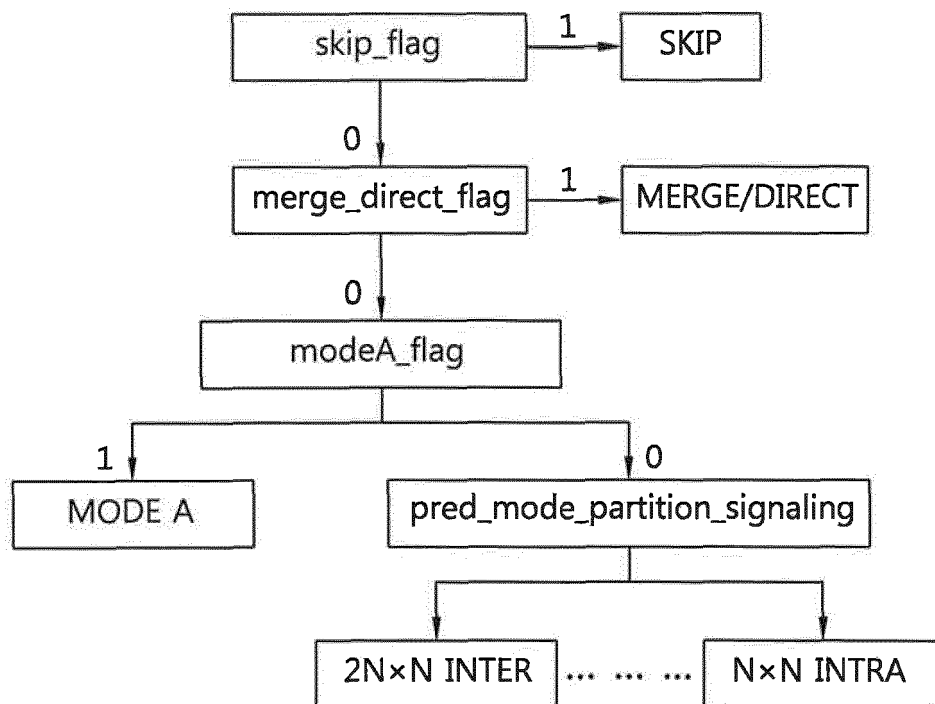 skip_flag
1
SKIP
0
merge_direct_flag
1
MERGE/DIRECT
0
modeA_flag
1
0
MODE A
pred_mode_partition_signaling
2N×N INTER
... ... ...
N×N INTRA